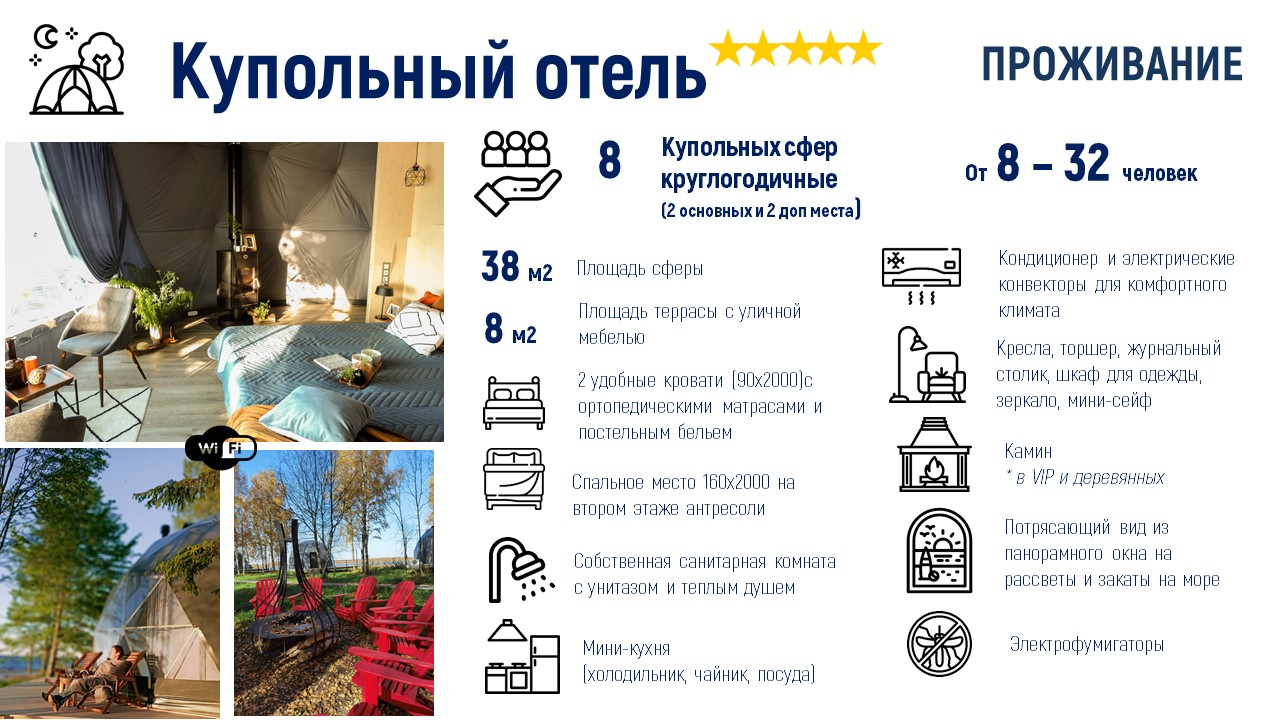 Купольный отель
ПРОЖИВАНИЕ
8
Купольных сфер
круглогодичные
(2 основных и 2 доп места)
От 8 – 32 человек
38 м2
Площадь сферы
8 м2
Площадь террасы с уличной
мебелью
2 удобные кровати (90х2000)с
ортопедическими матрасами и
постельным бельем
Спальное место 160х2000 на
втором этаже антресоли
Собственная санитарная комната
с унитазом и теплым душем
Мини-кухня
(холодильник, чайник, посуда)
Кондиционер и электрические
конвекторы для комфортного
климата
Кресла, торшер, журнальный
столик, шкаф для одежды,
зеркало, мини-сейф
Камин
* в VIP и деревянных
Потрясающий вид из
панорамного окна на
рассветы и закаты на море
Электрофумигаторы
Wi Fi